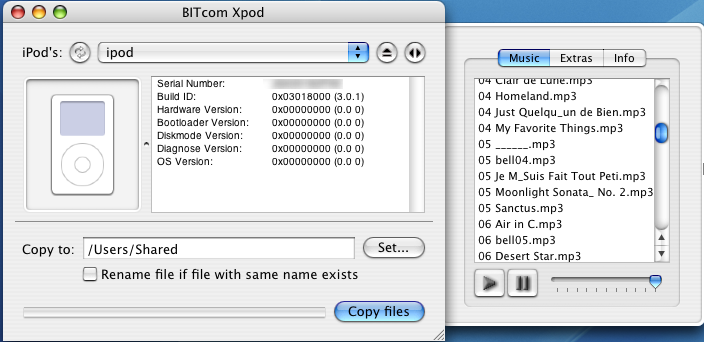 BITcom Xpod
iPod's:
ipod
Serial Number:
Build ID: 0x03018000 (3.0.1)
Hardware Version: 0x00000000 (0.0 0)
Bootloader Version: 0x00000000 (0.0 0)
Diskmode Version: 0x00000000 (0.0 0)
Diagnose Version: 0x00000000 (0.0 0)
OS Version: 0x00000000 (0.0 0)
Copy to: /Users/Shared Set...
Rename file if file with same name exists
Copy files
Music Extras Info
04 Clair de Lune.mp3
04 Homeland.mp3
04 Just Quelqu_un de Bien.mp3
04 My Favorite Things.mp3
05 ______.mp3
05 bell04.mp3
05 Je M_Suis Fait Tout Peti.mp3
05 Moonlight Sonata_ No. 2.mp3
05 Sanctus.mp3
06 Air in C.mp3
06 bell05.mp3
06 Desert Star.mp3